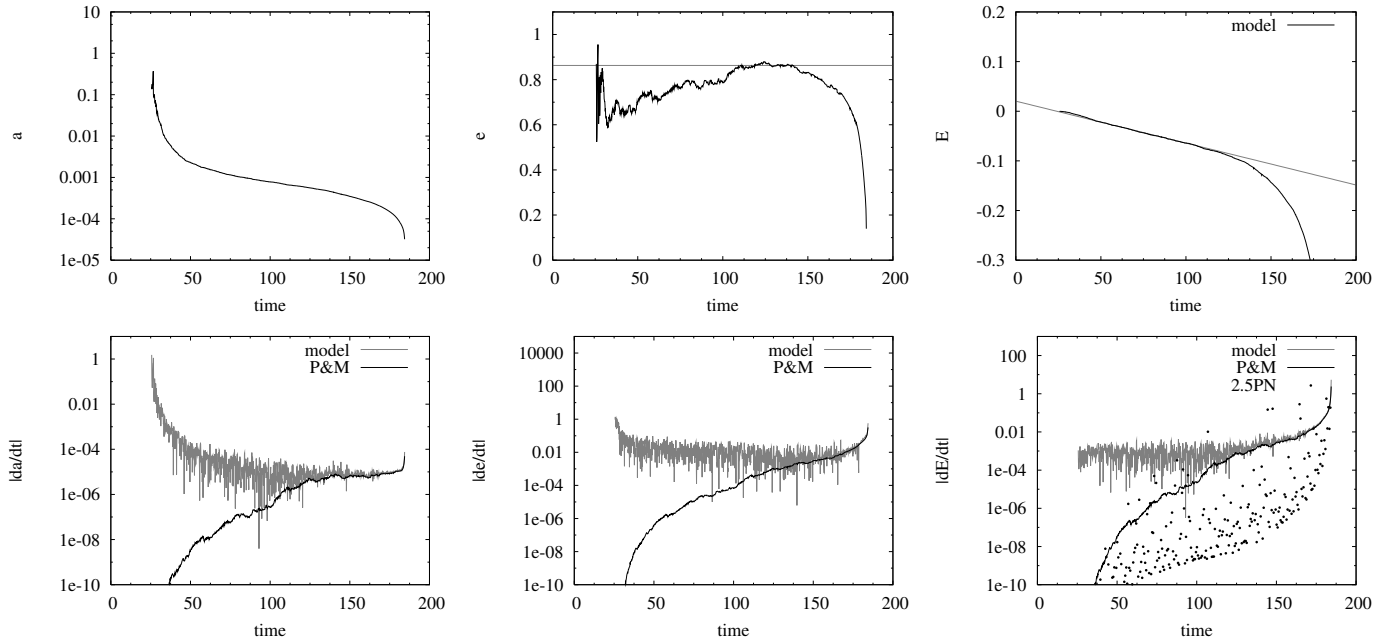 10
1
0.1
0.01
0.001
1e-04
1e-05
0 50 100 150 200
a
time
1
0.8
0.6
0.4
0.2
0
0 50 100 150 200
e
time
0.2
0.1
0
-0.1
-0.2
-0.3
0 50 100 150 200
E
time
model
1
0.01
1e-04
1e-06
1e-08
1e-10
0 50 100 150 200
|da/dt|
time
model
P&M
10000
100
1
0.01
1e-04
1e-06
1e-08
1e-10
0 50 100 150 200
|de/dt|
time
model
P&M
100
1
0.01
1e-04
1e-06
1e-08
1e-10
0 50 100 150 200
|dE/dt|
time
model
P&M
2.5PN